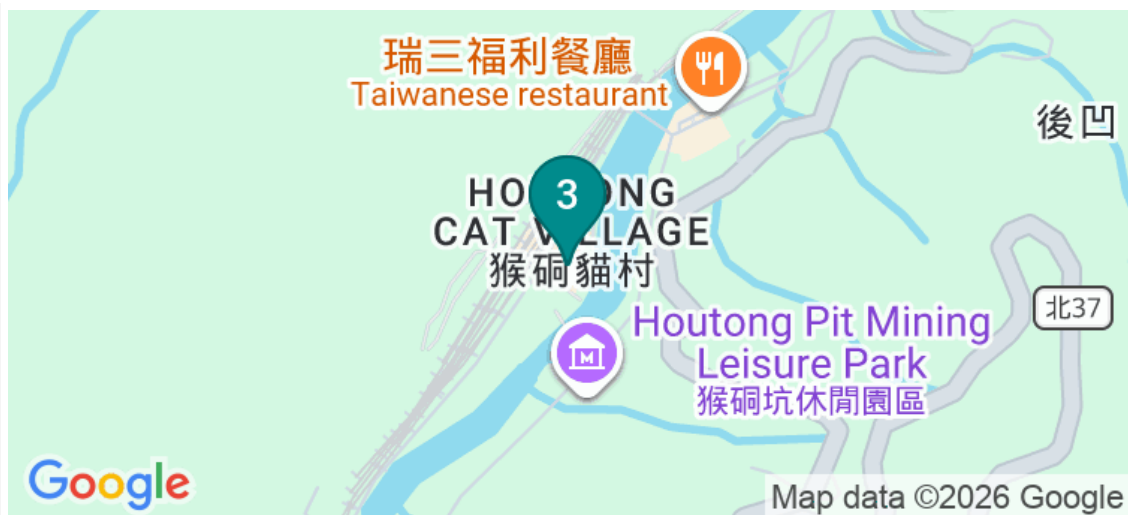 瑞三福利餐廳
Taiwanese restaurant
後凹
3
CAT VILLAGE
猴硐貓村
北37
Houtong Pit Mining
Leisure Park
猴硐坑休閒園區
Google
Map data ©2026 Google